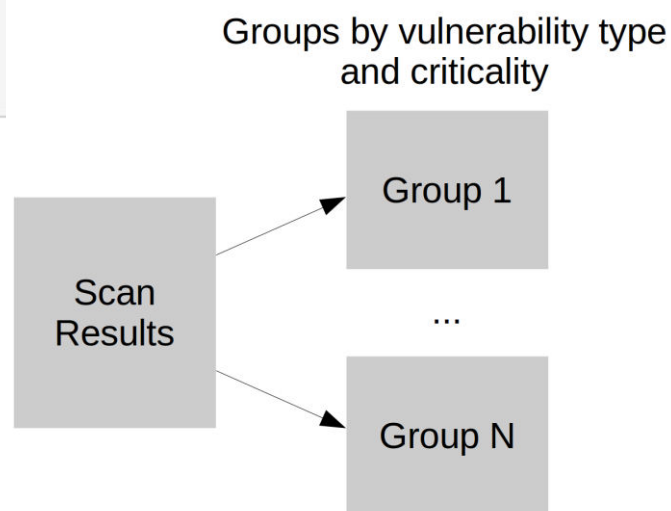 Groups by vulnerability type
and criticality
Group 1
Scan
Results
...
Group N